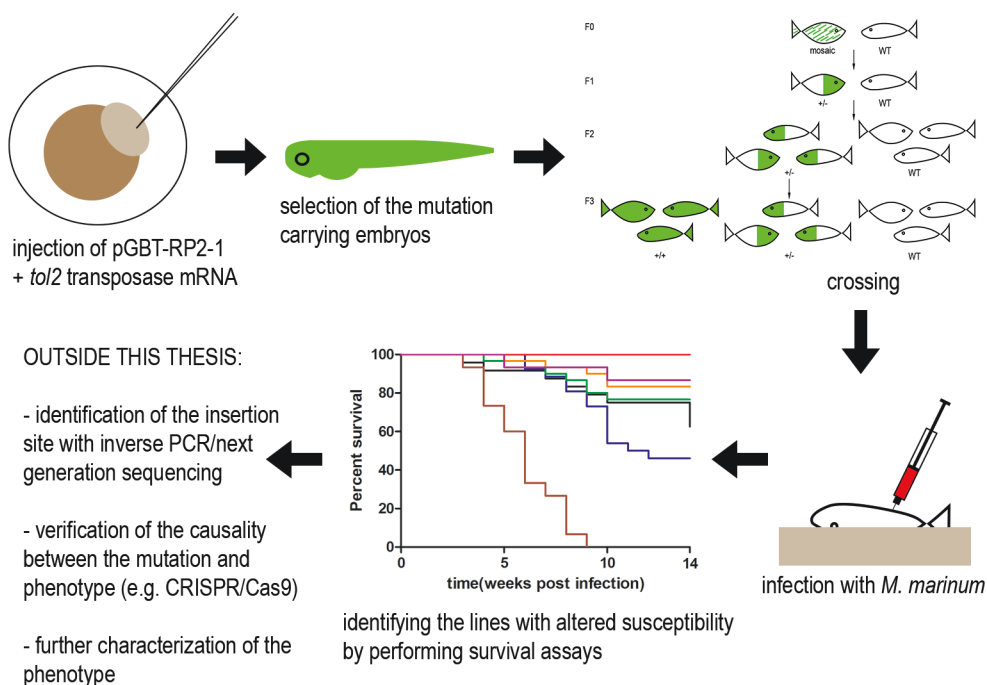 injection of pGBT-RP2-1
+ tol2 transposase mRNA
selection of the mutation
carrying embryos
F0
mosaic
WT
F1
+/-
WT
F2
+/-
WT
F3
+/+
+/-
WT
crossing
infection with M. marinum
Percent survival
100
80
60
40
20
0
0
5
10
14
time(weeks post infection)
identifying the lines with altered susceptibility
by performing survival assays
OUTSIDE THIS THESIS:
- identification of the insertion
site with inverse PCR/next
generation sequencing
- verification of the causality
between the mutation and
phenotype (e.g. CRISPR/Cas9)
- further characterization of the
phenotype